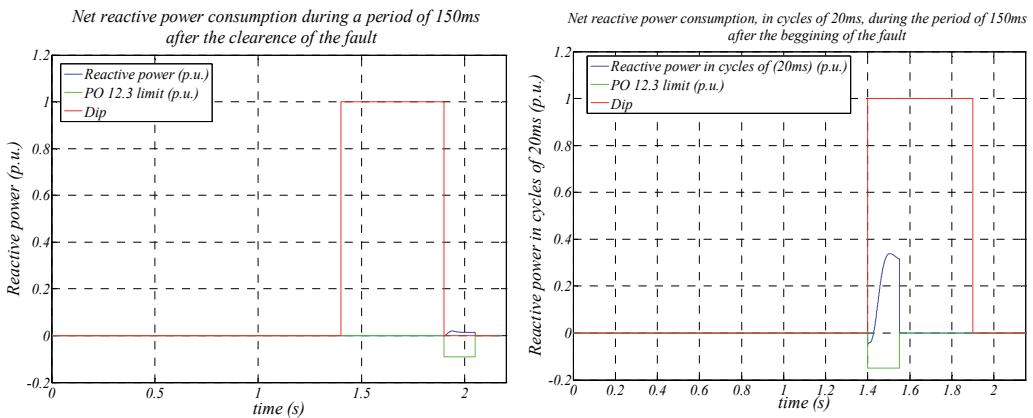 Net reactive power consumption during a period of 150ms
after the clearence of the fault
1.2
1
0.8
0.6
0.4
0.2
0
-0.2
Reactive power (p.u.)
Reactive power (p.u.)
PO 12.3 limit (p.u.)
Dip
0
0.5
1
1.5
2
time (s)
Net reactive power consumption, in cycles of 20ms, during the period of 150ms
after the beggining of the fault
1.2
1
0.8
0.6
0.4
0.2
0
-0.2
Reactive power in cycles of 20ms (p.u.)
Reactive power in cycles of (20ms) (p.u.)
PO 12.3 limit (p.u.)
Dip
0
0.2
0.4
0.6
0.8
1
1.2
1.4
1.6
1.8
2
time (s)